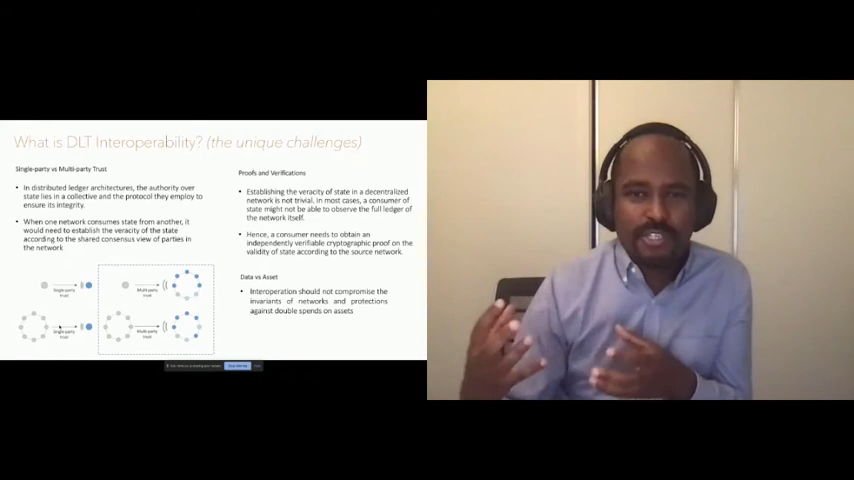 What is DLT Interoperability? (the unique challenges)
Single-party vs Multi-party Trust
• In distributed ledger architectures, the authority over
state lies in a collective and the protocol they employ to
ensure its integrity.
• When one network consumes state from another, it
would need to establish the veracity of the state
according to the shared consensus view of parties in
the network
Single-party
trust
Multi-party
trust
Single-party
trust
Multi-party
trust
Proofs and Verifications
• Establishing the veracity of state in a decentralized
network is not trivial. In most cases, a consumer of
state might not be able to observe the full ledger of
the network itself.
• Hence, a consumer needs to obtain an
independently verifiable cryptographic proof on the
validity of state according to the source network.
Data vs Asset
• Interoperation should not compromise the
invariants of networks and protections
against double spends on assets